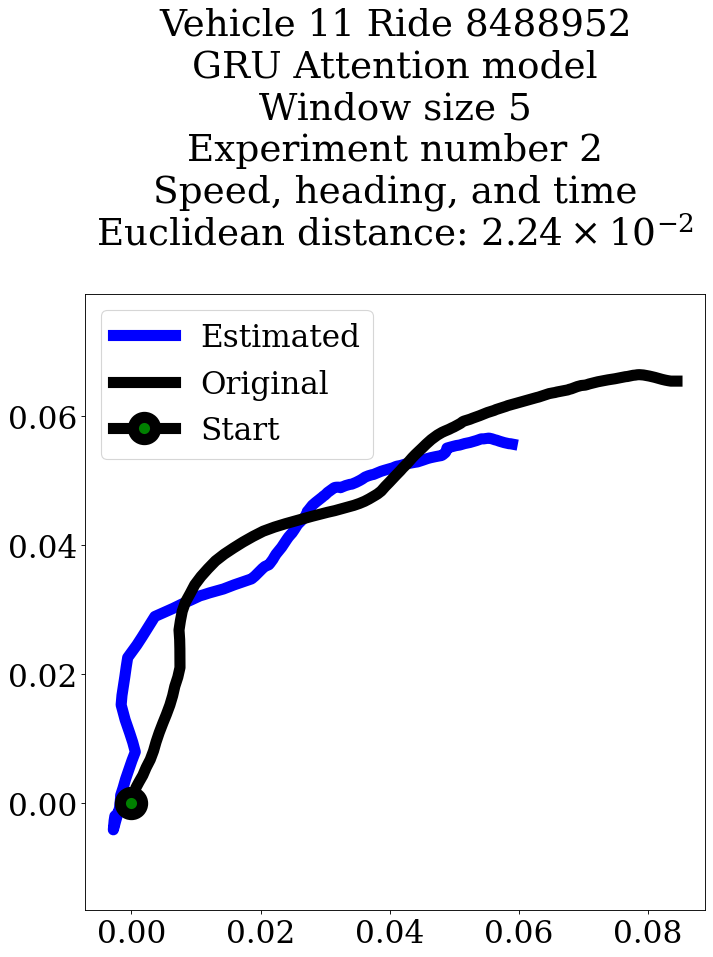 Vehicle 11 Ride 8488952
GRU Attention model
Window size 5
Experiment number 2
Speed, heading, and time
Euclidean distance: 2.24 × 10⁻²
Estimated
Original
Start
0.06
0.04
0.02
0.00
0.00 0.02 0.04 0.06 0.08